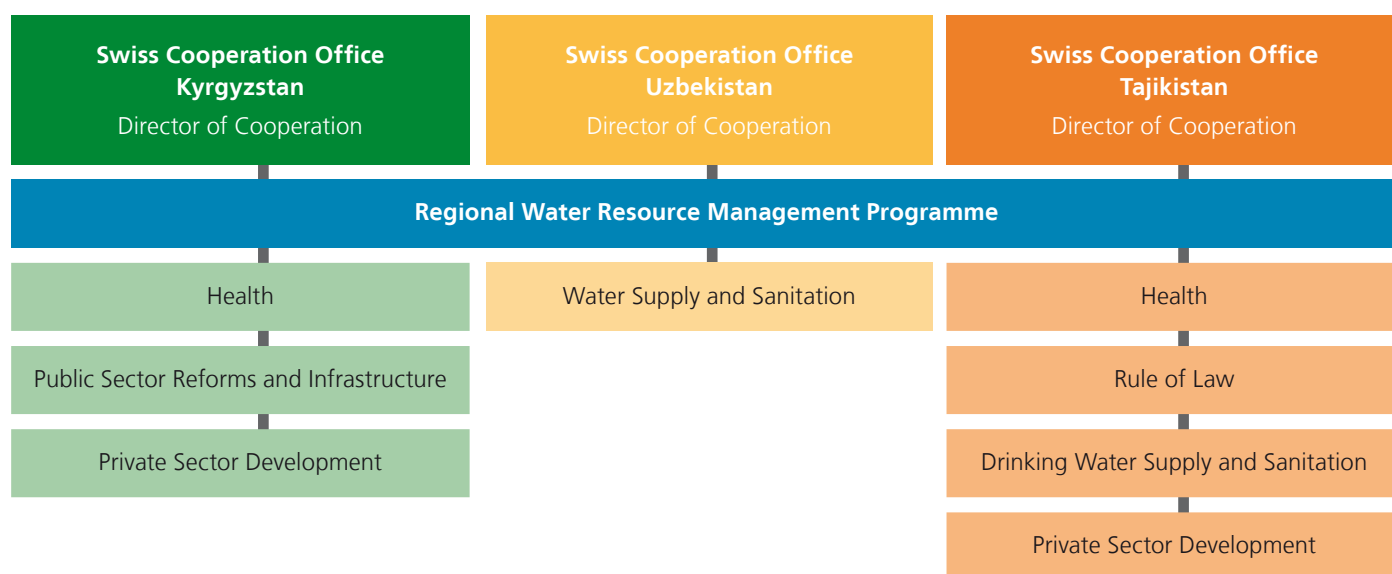 Swiss Cooperation Office
Kyrgyzstan
Director of Cooperation
Swiss Cooperation Office
Uzbekistan
Director of Cooperation
Swiss Cooperation Office
Tajikistan
Director of Cooperation
Regional Water Resource Management Programme
Health
Public Sector Reforms and Infrastructure
Private Sector Development
Water Supply and Sanitation
Health
Rule of Law
Drinking Water Supply and Sanitation
Private Sector Development